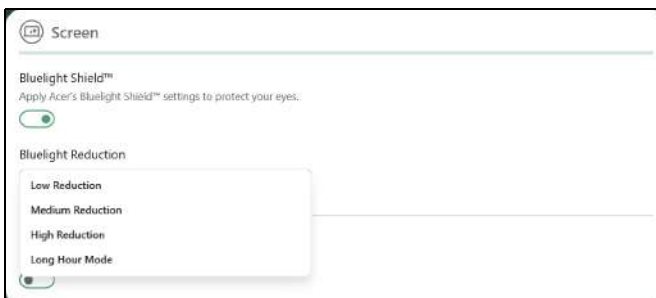 Screen
Bluelight Shield™
Apply Acer's Bluelight Shield™ settings to protect your eyes.
Bluelight Reduction
Low Reduction
Medium Reduction
High Reduction
Long Hour Mode